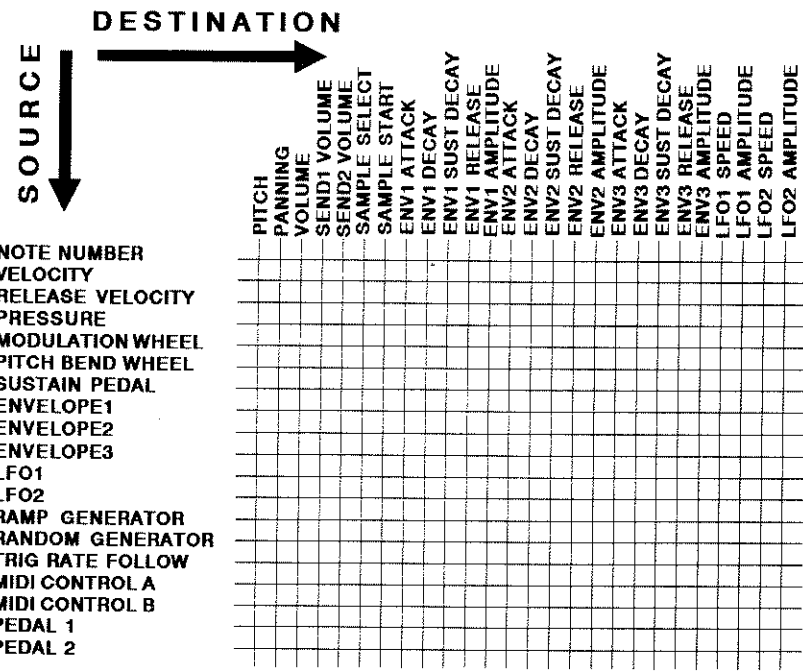 DESTINATION
SOURCE
PITCH
PANNING
VOLUME
SEND1 VOLUME
SEND2 VOLUME
SAMPLE SELECT
SAMPLE START
ENV1 ATTACK
ENV1 DECAY
ENV1 SUST DECAY
ENV1 RELEASE
ENV1 AMPLITUDE
ENV2 ATTACK
ENV2 DECAY
ENV2 SUST DECAY
ENV2 RELEASE
ENV2 AMPLITUDE
ENV3 ATTACK
ENV3 DECAY
ENV3 SUST DECAY
ENV3 RELEASE
ENV3 AMPLITUDE
LFO1 SPEED
LFO1 AMPLITUDE
LFO2 SPEED
LFO2 AMPLITUDE
NOTE NUMBER
VELOCITY
RELEASE VELOCITY
PRESSURE
MODULATION WHEEL
PITCH BEND WHEEL
SUSTAIN PEDAL
ENVELOPE1
ENVELOPE2
ENVELOPE3
LFO1
LFO2
RAMP GENERATOR
RANDOM GENERATOR
TRIG RATE FOLLOW
MIDI CONTROL A
MIDI CONTROL B
PEDAL 1
PEDAL 2